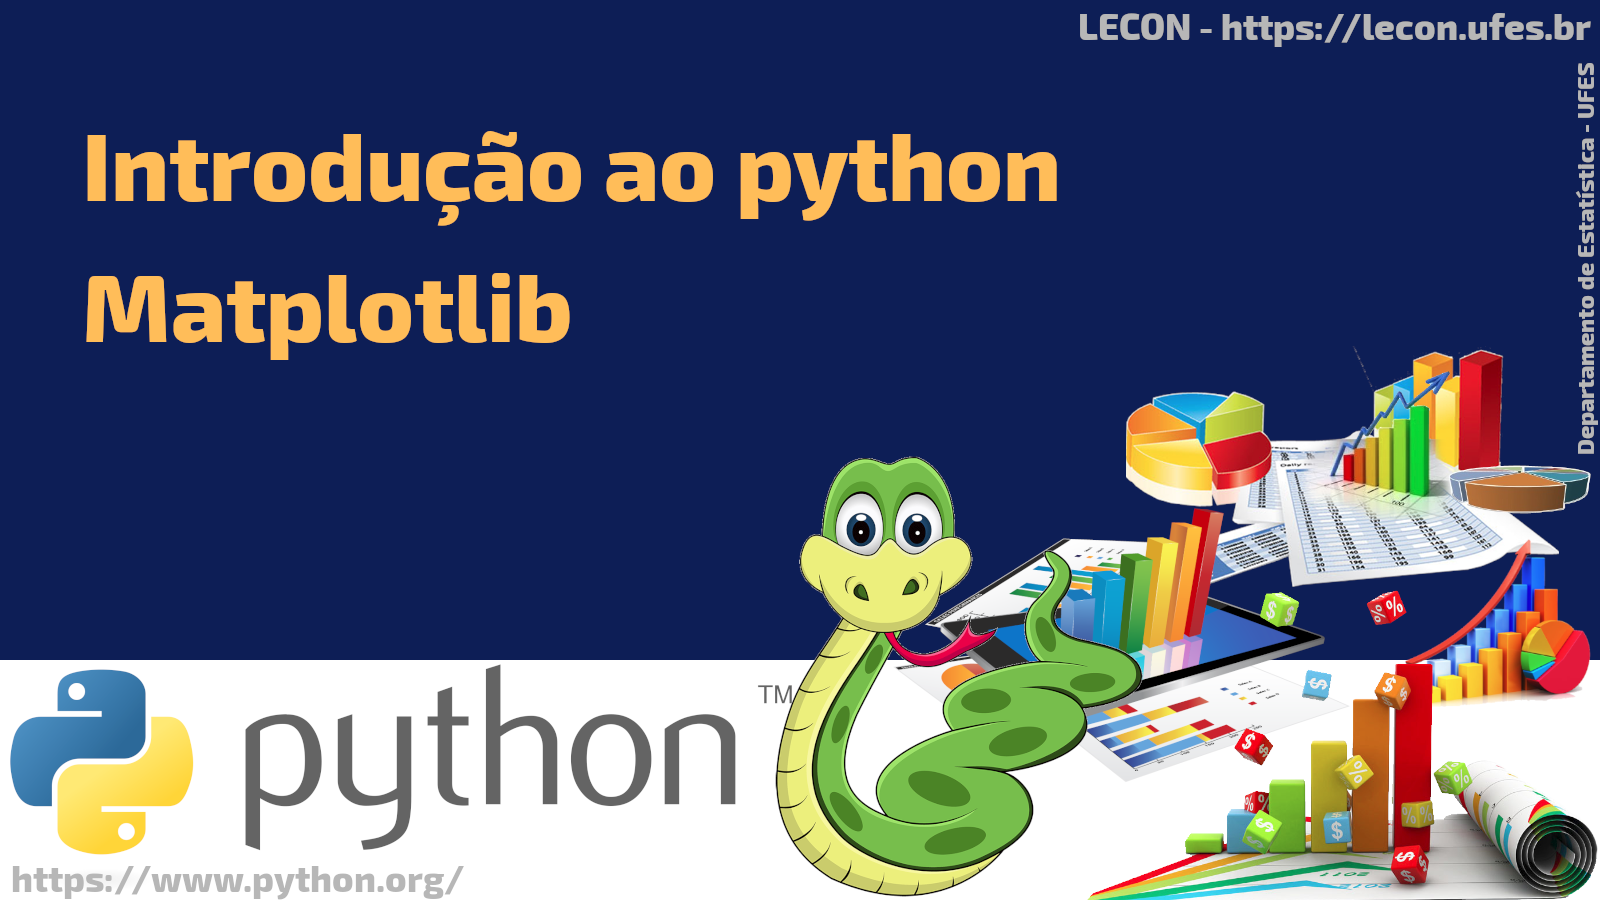 LECON - https://lecon.ufes.br
Departamento de Estatística - UFES
Introdução ao python
Matplotlib
python
TM
https://www.python.org/